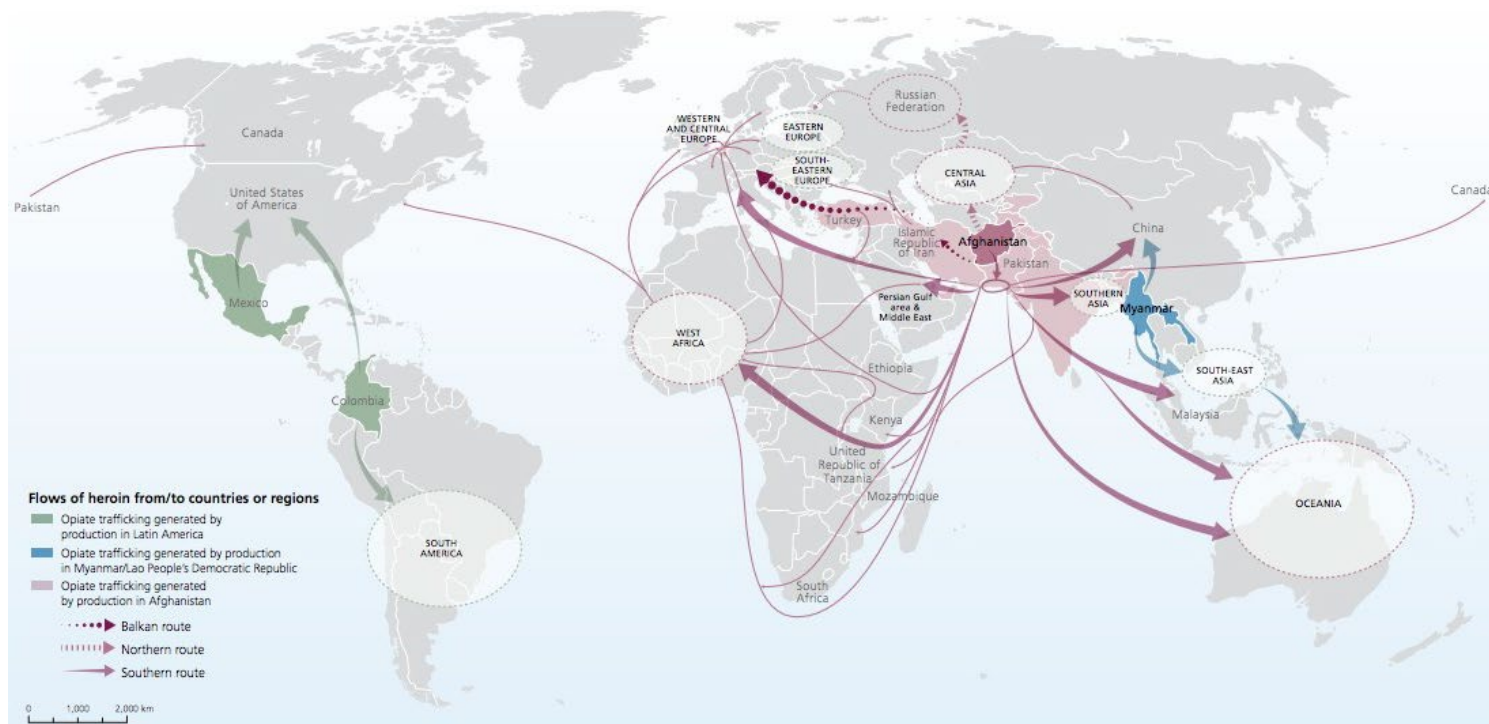 Canada
United States
of America
Pakistan
Mexico
Colombia
SOUTH
AMERICA
WESTERN
AND CENTRAL
EUROPE
EASTERN
EUROPE
SOUTH-
EASTERN
EUROPE
Russian
Federation
CENTRAL
ASIA
Turkey
Islamic
Republic
of Iran
Afghanistan
Pakistan
China
Canada
Persian Gulf
area &
Middle East
SOUTHERN
ASIA
Myanmar
WEST
AFRICA
Ethiopia
Kenya
United
Republic of
Tanzania
Mozambique
South
Africa
SOUTH-EAST
ASIA
Malaysia
OCEANIA
Flows of heroin from/to countries or regions
Opiate trafficking generated by
production in Latin America
Opiate trafficking generated by production
in Myanmar/Lao People's Democratic Republic
Opiate trafficking generated
by production in Afghanistan
Balkan route
Northern route
Southern route
0 1,000 2,000 km